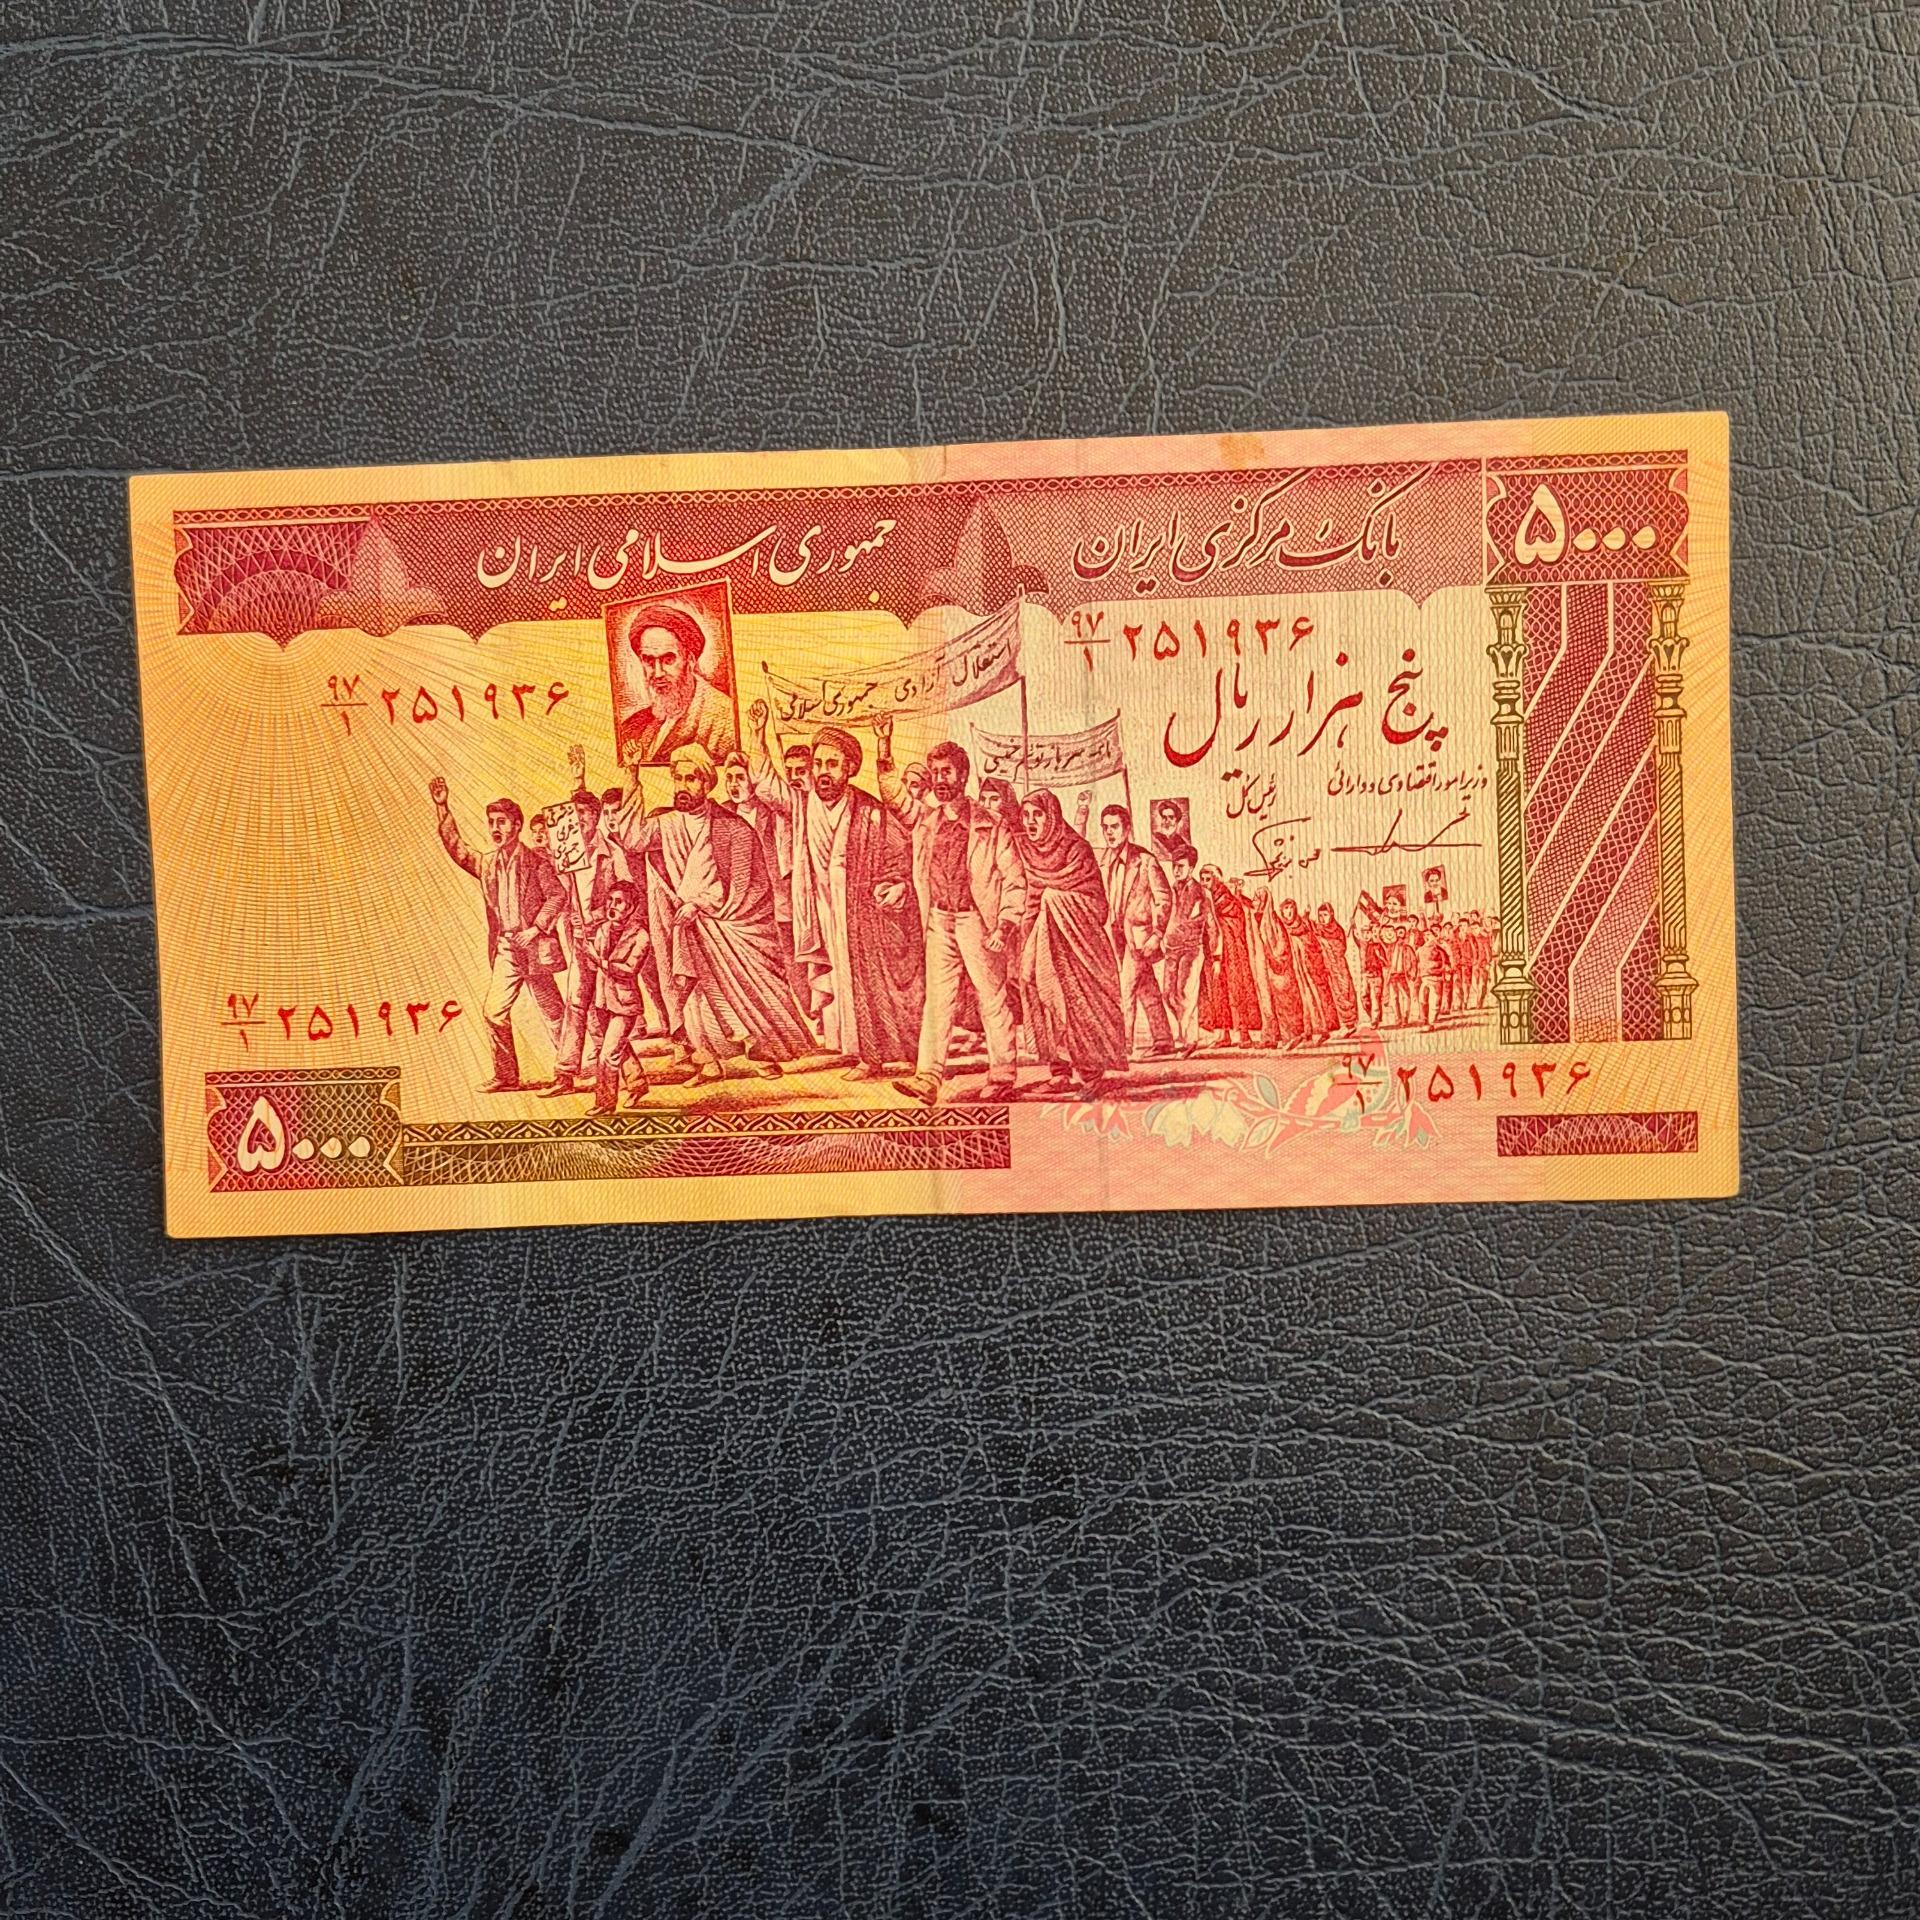 جمهوری اسلامی ایران
بانک مرکزی ایران
۵۰۰۰
۹۷/۱ ۲۵۱۹۳۶
۹۷/۱ ۲۵۱۹۳۶
استقلال آزادی جمهوری اسلامی
پنج هزار ریال
خمینی
وزیر امور اقتصادی و دارائی
رئیس کل
۹۷/۱ ۲۵۱۹۳۶
۹۷/۱ ۲۵۱۹۳۶
۵۰۰۰